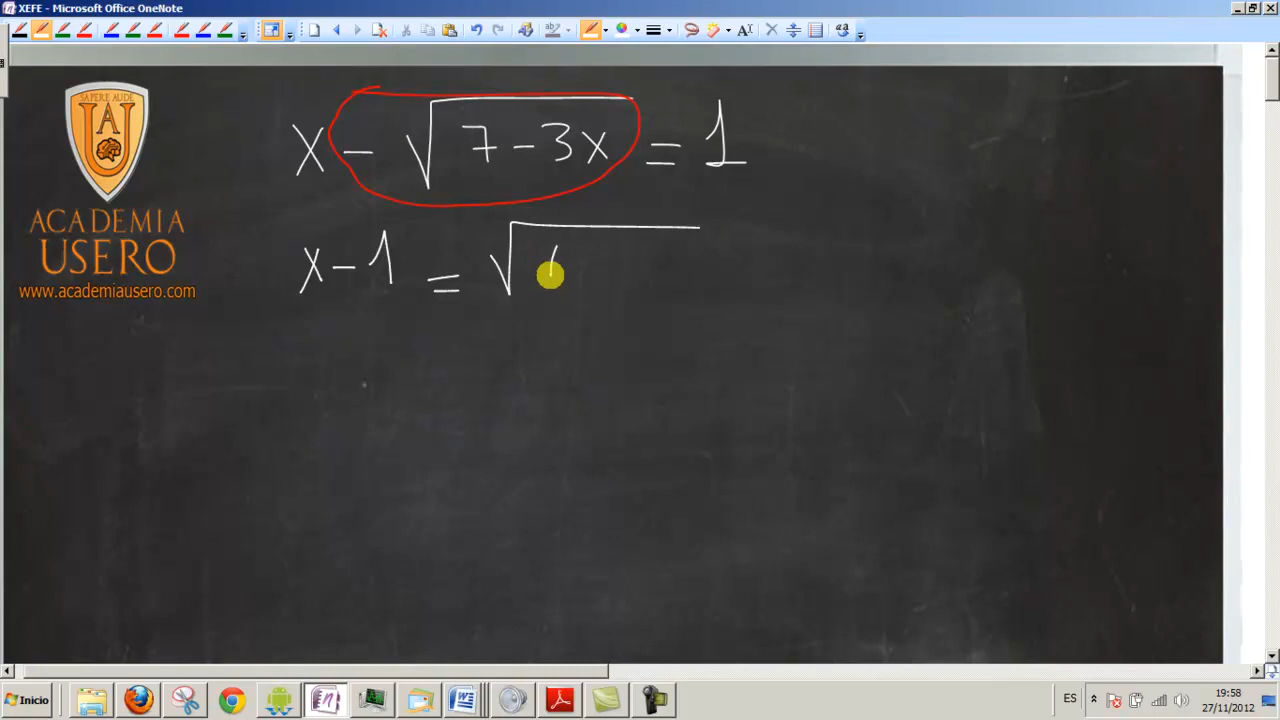 XEFE - Microsoft Office OneNote
x - √7 - 3x = 1
SAPERE AUDE
UA
ACADEMIA
USERO
www.academiausero.com
x - 1 = √
Inicio
ES
19:58
27/11/2012